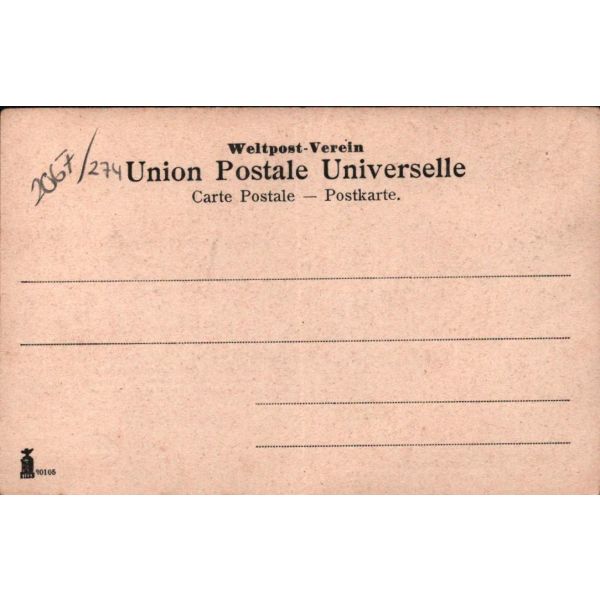 2067/274
Weltpost-Verein
Union Postale Universelle
Carte Postale — Postkarte.
90105